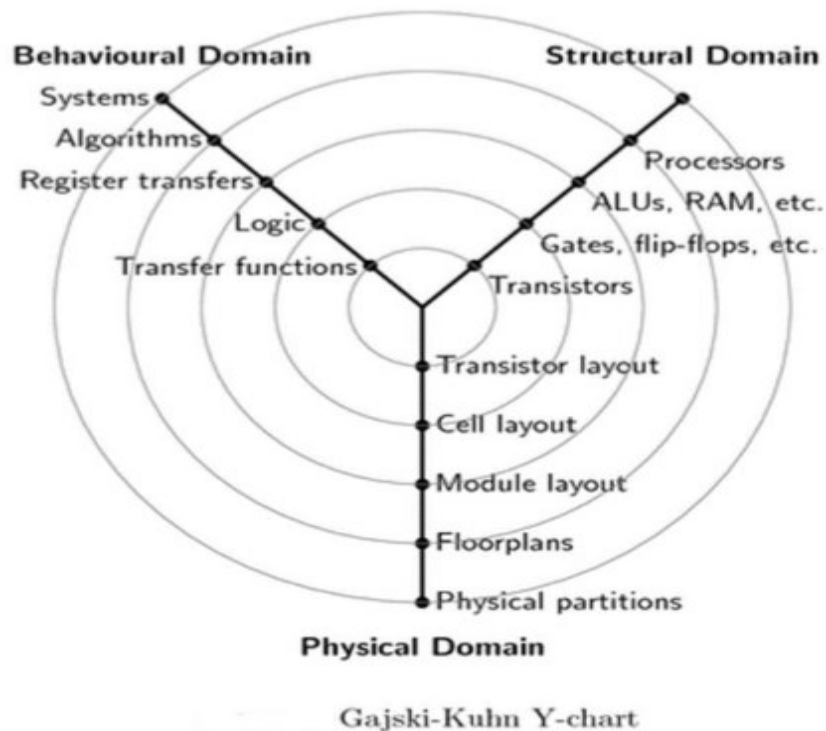 Behavioural Domain
Structural Domain
Systems
Algorithms
Register transfers
Logic
Transfer functions
Processors
ALUs, RAM, etc.
Gates, flip-flops, etc.
Transistors
Transistor layout
Cell layout
Module layout
Floorplans
Physical partitions
Physical Domain
Gajski-Kuhn Y-chart